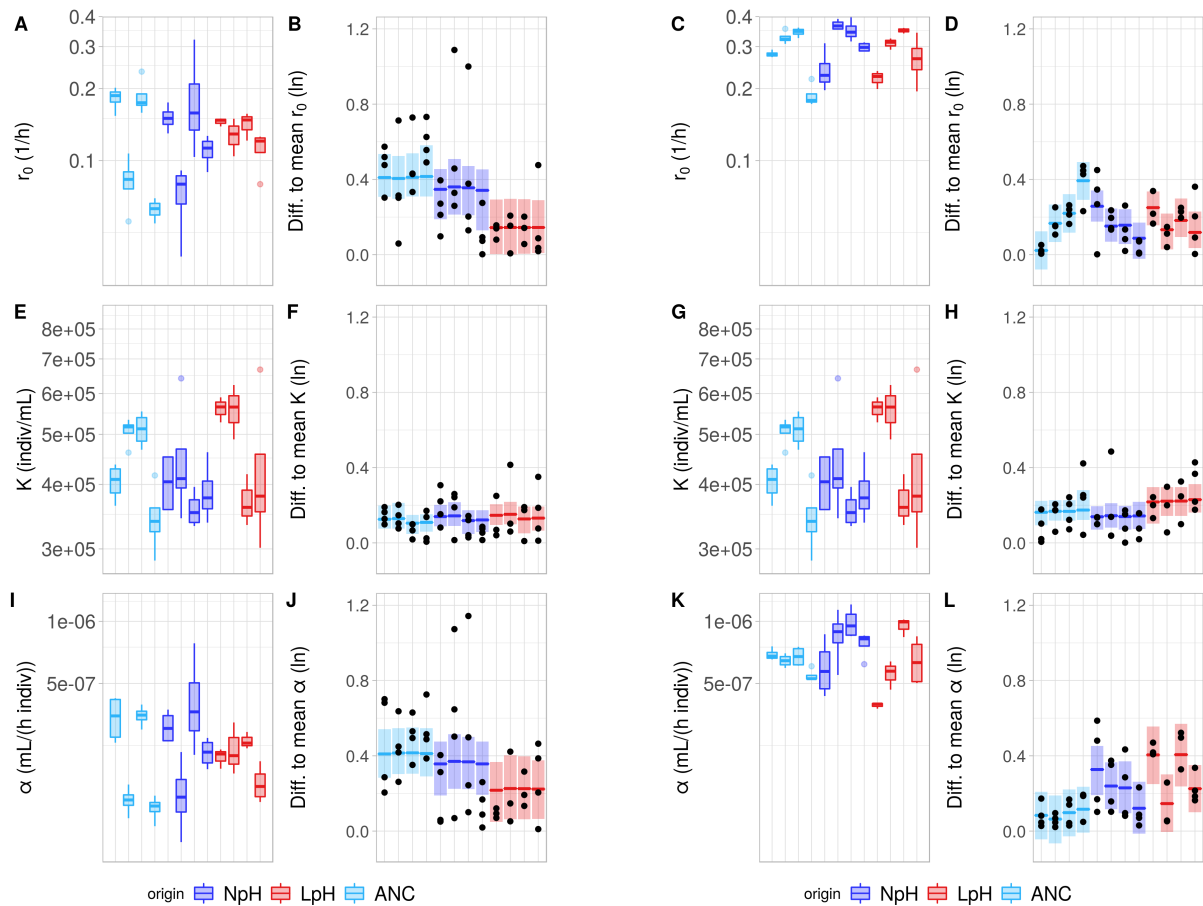 A
r0 (1/h)
0.4
0.3
0.2
0.1
B
Diff. to mean r0 (ln)
1.2
0.8
0.4
0.0
C
r0 (1/h)
0.4
0.3
0.2
0.1
D
Diff. to mean r0 (ln)
1.2
0.8
0.4
0.0
E
K (indiv/mL)
8e+05
7e+05
6e+05
5e+05
4e+05
3e+05
F
Diff. to mean K (ln)
1.2
0.8
0.4
0.0
G
K (indiv/mL)
8e+05
7e+05
6e+05
5e+05
4e+05
3e+05
H
Diff. to mean K (ln)
1.2
0.8
0.4
0.0
I
α (mL/(h indiv))
1e-06
5e-07
J
Diff. to mean α (ln)
1.2
0.8
0.4
0.0
K
α (mL/(h indiv))
1e-06
5e-07
L
Diff. to mean α (ln)
1.2
0.8
0.4
0.0
origin NpH LpH ANC
origin NpH LpH ANC